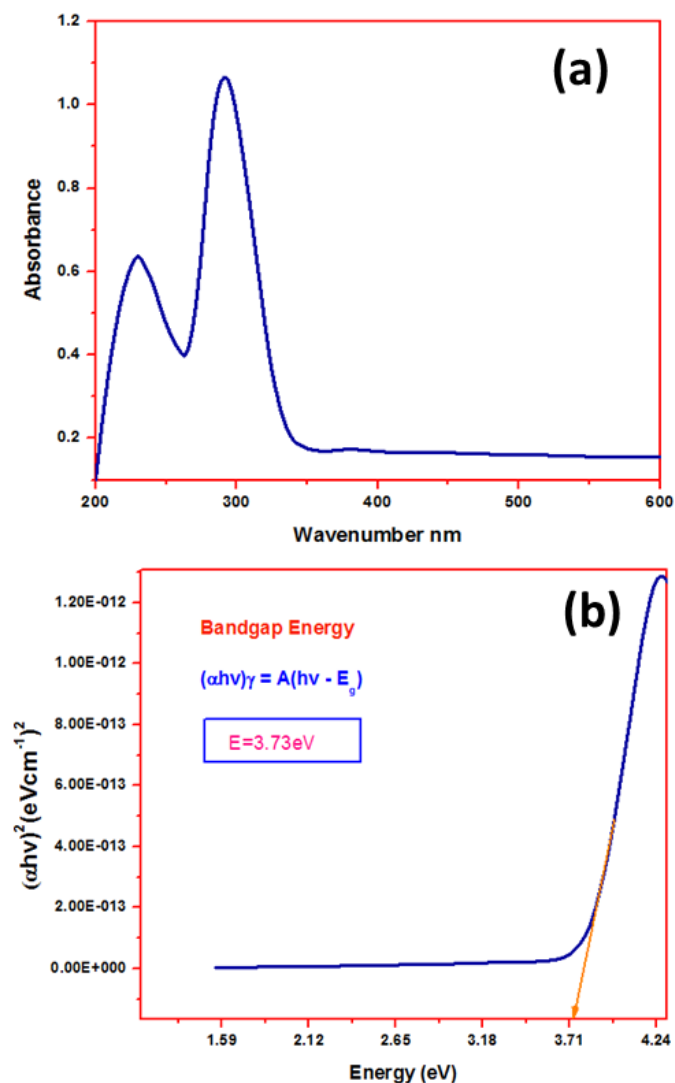 (a)
1.2
1.0
0.8
0.6
0.4
0.2
Absorbance
200
300
400
500
600
Wavenumber nm
(b)
1.20E-012
1.00E-012
8.00E-013
6.00E-013
4.00E-013
2.00E-013
0.00E+000
(αhν)² (eVcm⁻¹)²
Bandgap Energy
(αhν)γ = A(hν - E_g)
E=3.73eV
1.59
2.12
2.65
3.18
3.71
4.24
Energy (eV)